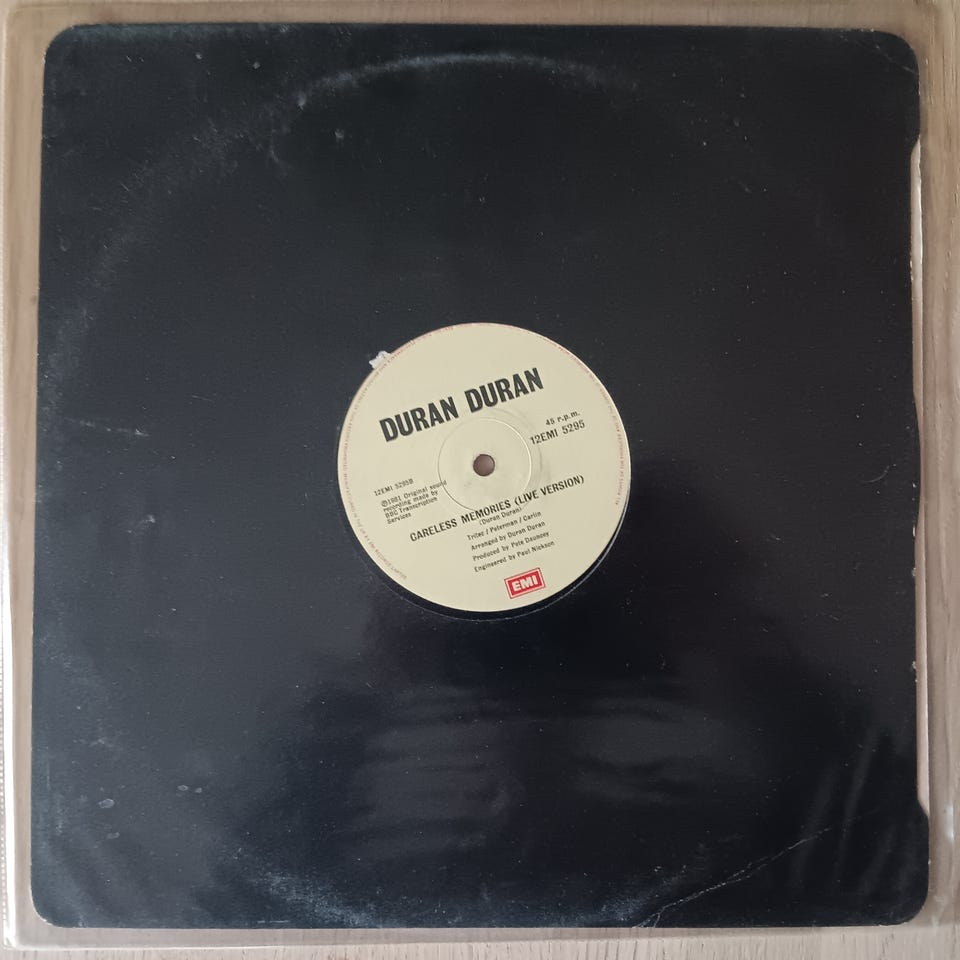 DURAN DURAN
45 r.p.m.
12EMI 5295
12EMI 5295B
℗1981 Original sound
recording made by
BBC Transcription
Services
CARELESS MEMORIES (LIVE VERSION)
(Duran Duran)
Tritec / Peterman / Carlin
Arranged by Duran Duran
Produced by Pete Dauncey
Engineered by Paul Nickson
EMI